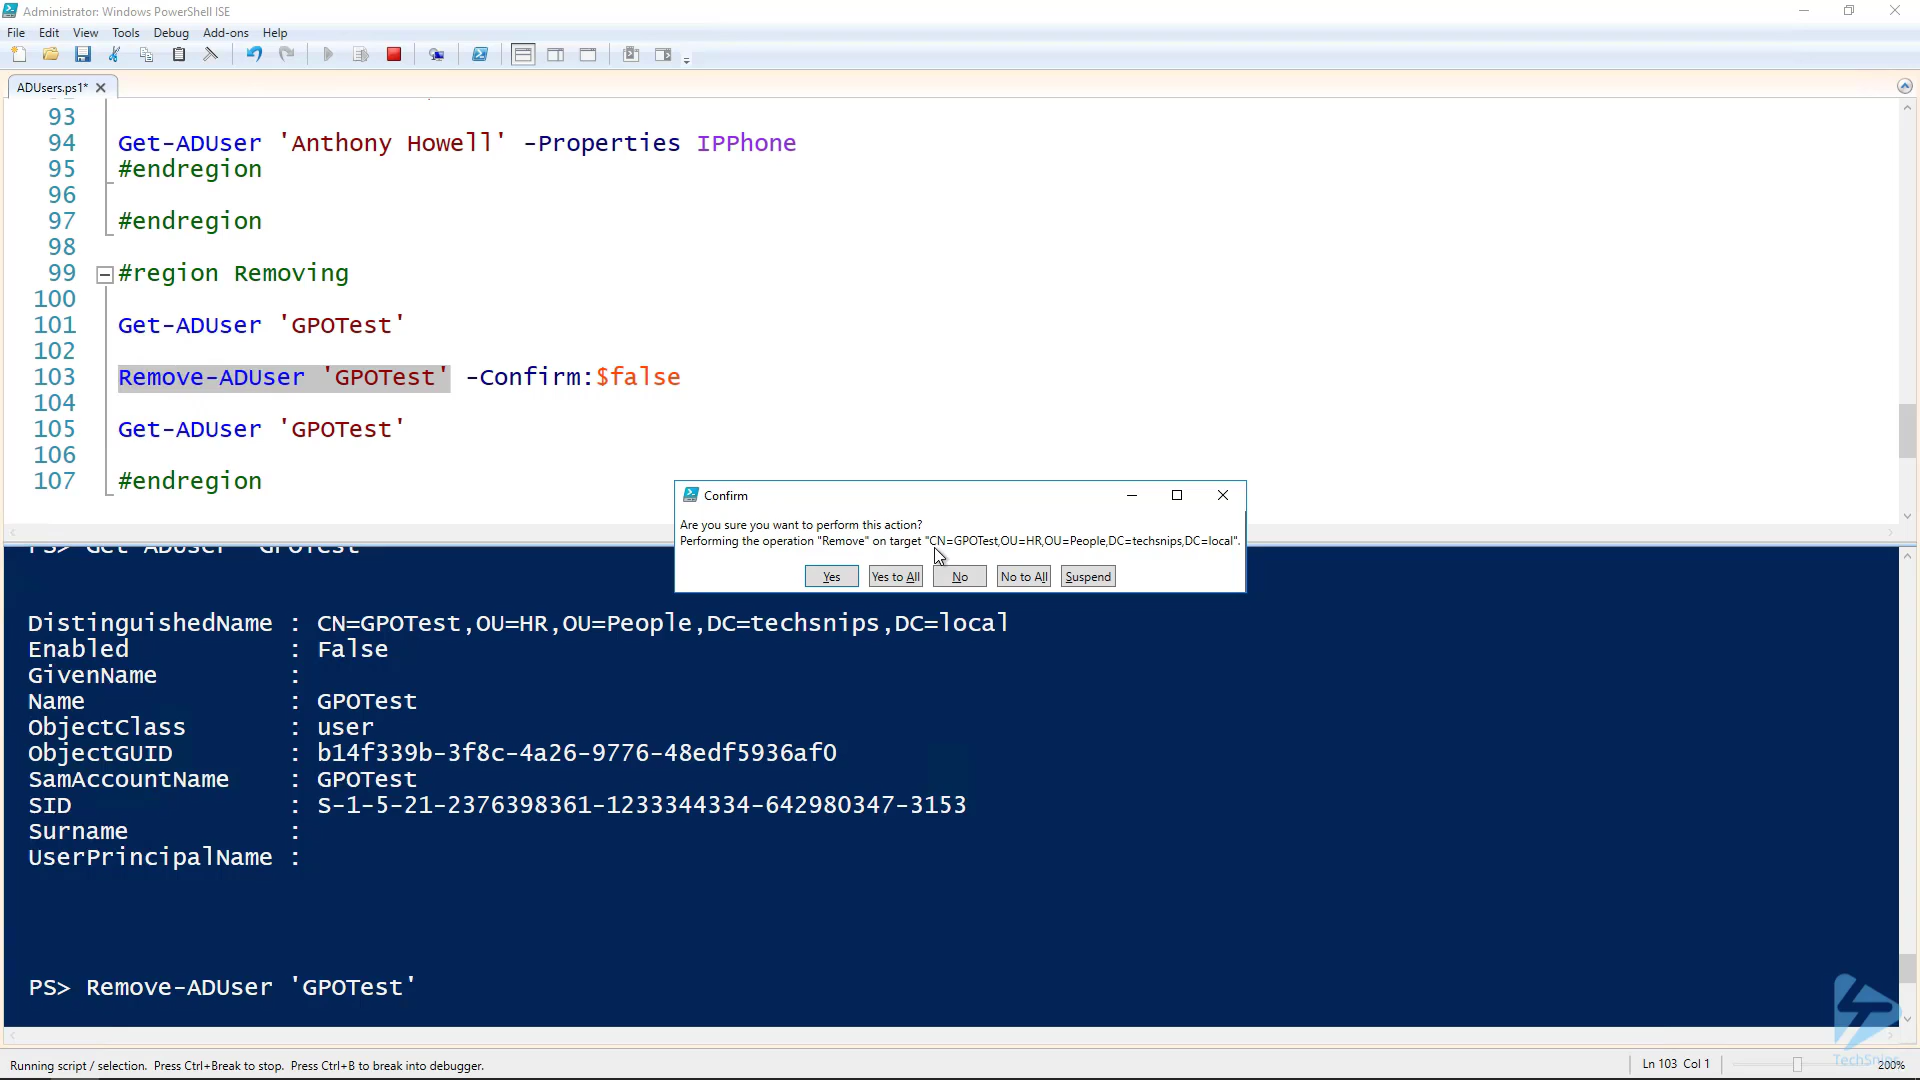 Administrator: Windows PowerShell ISE
File Edit View Tools Debug Add-ons Help
ADUsers.ps1*
93
94 Get-ADUser 'Anthony Howell' -Properties IPPhone
95 #endregion
96
97 #endregion
98
99 #region Removing
100
101 Get-ADUser 'GPOTest'
102
103 Remove-ADUser 'GPOTest' -Confirm:$false
104
105 Get-ADUser 'GPOTest'
106
107 #endregion
Confirm
Are you sure you want to perform this action?
Performing the operation "Remove" on target "CN=GPOTest,OU=HR,OU=People,DC=techsnips,DC=local".
Yes Yes to All No No to All Suspend
PS> Get-ADUser 'GPOTest'
DistinguishedName : CN=GPOTest,OU=HR,OU=People,DC=techsnips,DC=local
Enabled : False
GivenName :
Name : GPOTest
ObjectClass : user
ObjectGUID : b14f339b-3f8c-4a26-9776-48edf5936af0
SamAccountName : GPOTest
SID : S-1-5-21-2376398361-1233344334-642980347-3153
Surname :
UserPrincipalName :
PS> Remove-ADUser 'GPOTest'
TechSnips
Running script / selection. Press Ctrl+Break to stop. Press Ctrl+B to break into debugger.
Ln 103 Col 1
200%